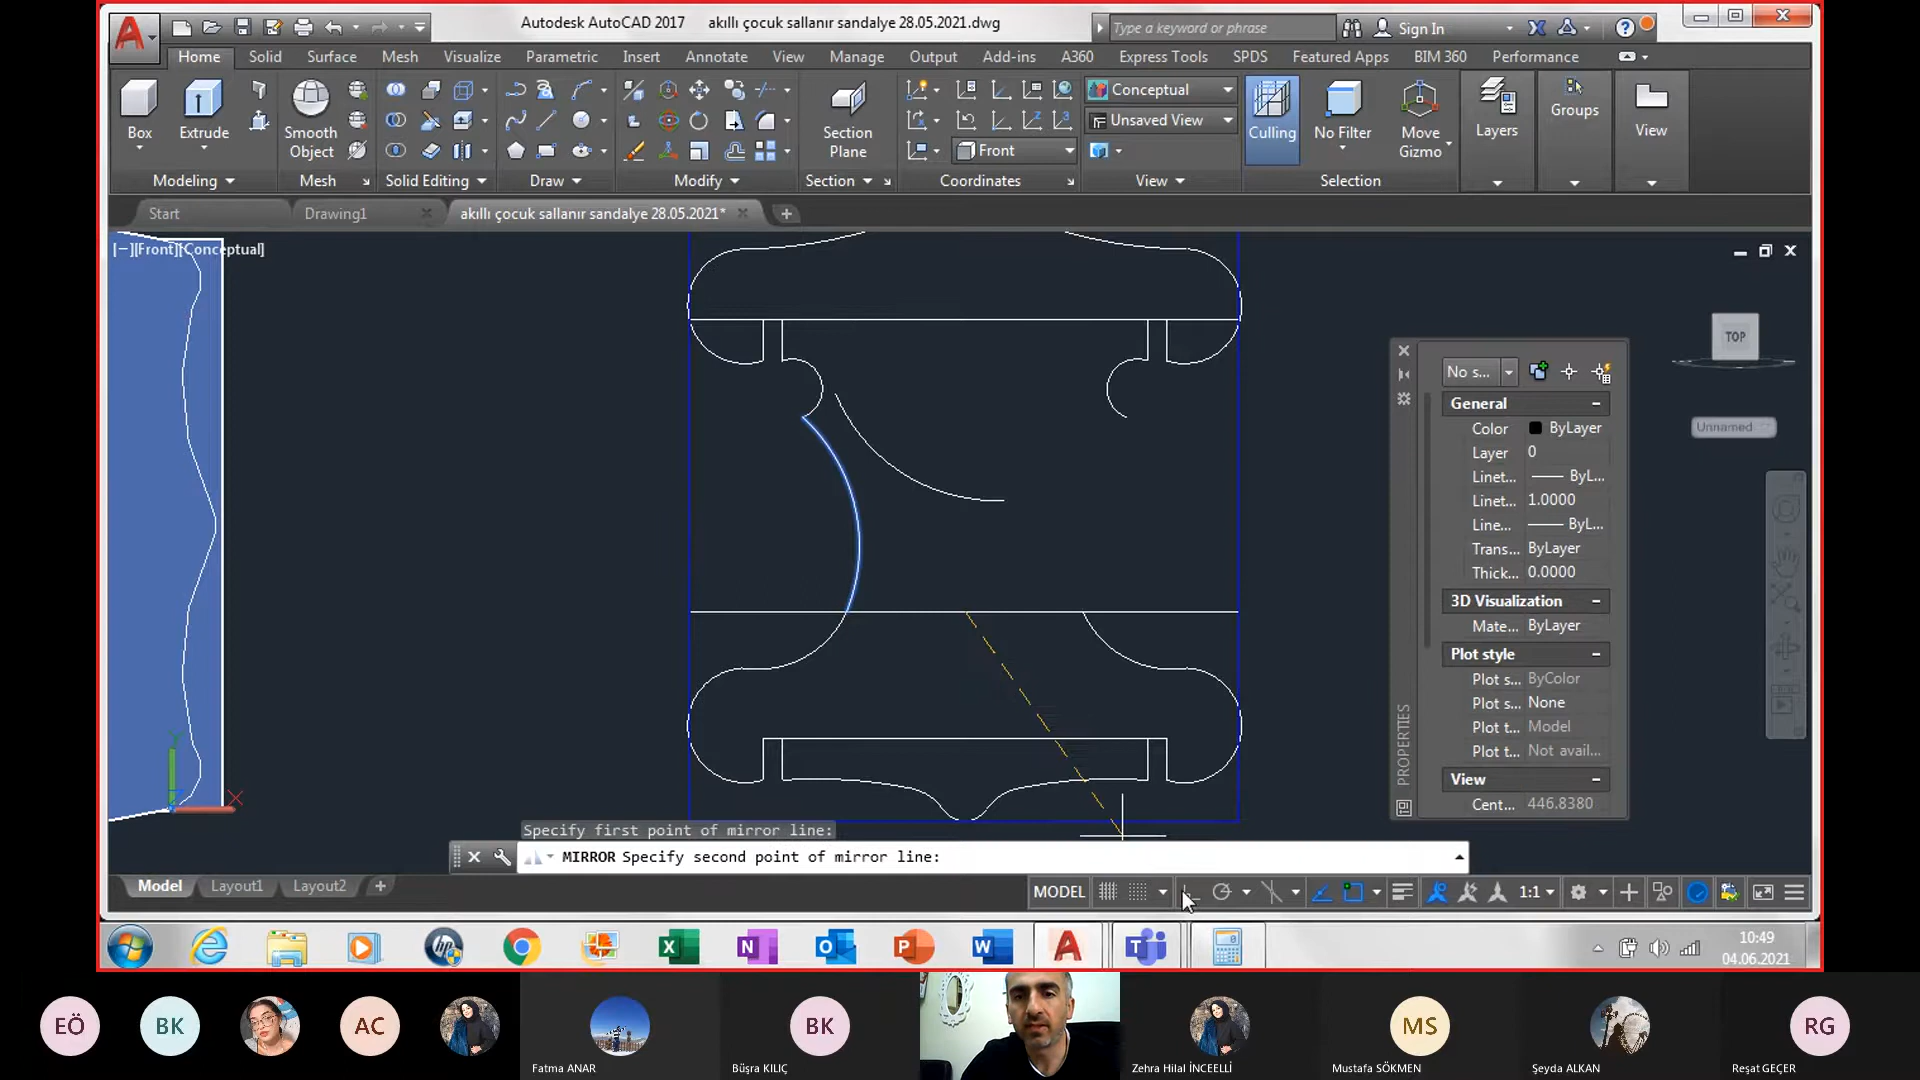 Autodesk AutoCAD 2017 akıllı çocuk sallanır sandalye 28.05.2021.dwg
Type a keyword or phrase
Sign In
Home Solid Surface Mesh Visualize Parametric Annotate Insert View Manage Output Add-ins A360 Express Tools SPDS Featured Apps BIM 360 Performance
Box
Extrude
Smooth
Object
Section
Plane
Front
Conceptual
Unsaved View
Culling
No Filter
Move
Gizmo
Layers
Groups
View
Modeling
Mesh
Solid Editing
Draw
Modify
Section
Coordinates
View
Selection
Start
Drawing1
akıllı çocuk sallanır sandalye 28.05.2021*
[−][Front][Conceptual]
TOP
Unnamed
No s...
General
Color ByLayer
Layer 0
Linet... ByL...
Linet... 1.0000
Line... ByL...
Trans... ByLayer
Thick... 0.0000
3D Visualization
Mate... ByLayer
Plot style
Plot s... ByColor
Plot s... None
Plot t... Model
Plot t... Not avail...
View
Cent... 446.8380
PROPERTIES
Y
X
Specify first point of mirror line:
MIRROR Specify second point of mirror line:
Model Layout1 Layout2
MODEL
1:1
10:49
04.06.2021
EÖ
BK
AC
Fatma ANAR
BK
Büşra KILIÇ
Zehra Hilal İNCEELLİ
MS
Mustafa SÖKMEN
Şeyda ALKAN
RG
Reşat GEÇER